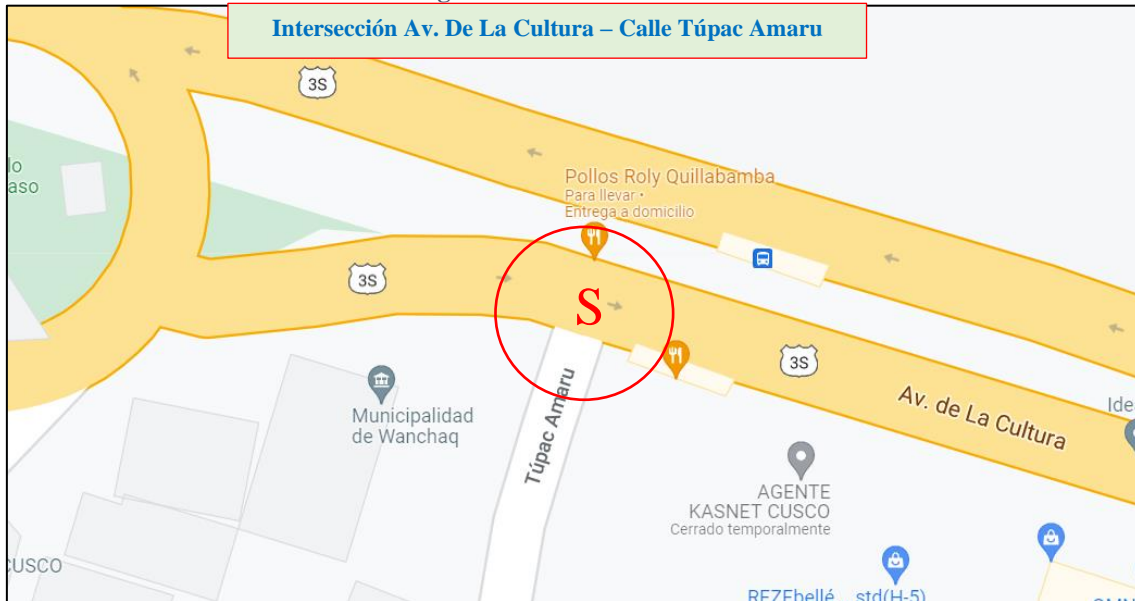 Intersección Av. De La Cultura – Calle Túpac Amaru
3S
Pollos Roly Quillabamba
Para llevar •
Entrega a domicilio
lo
aso
3S
S
3S
Av. de La Cultura
Ide
Municipalidad
de Wanchaq
Túpac Amaru
AGENTE
KASNET CUSCO
Cerrado temporalmente
CUSCO
REZEbellé std(H-5)